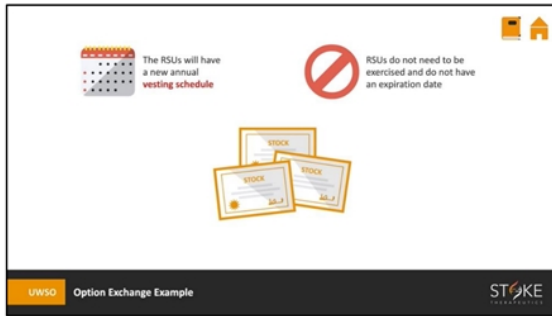 The RSUs will have
a new annual
vesting schedule
RSUs do not need to be
exercised and do not have
an expiration date
STOCK
STOCK
STOCK
UWSO
Option Exchange Example
STOKE
THERAPEUTICS